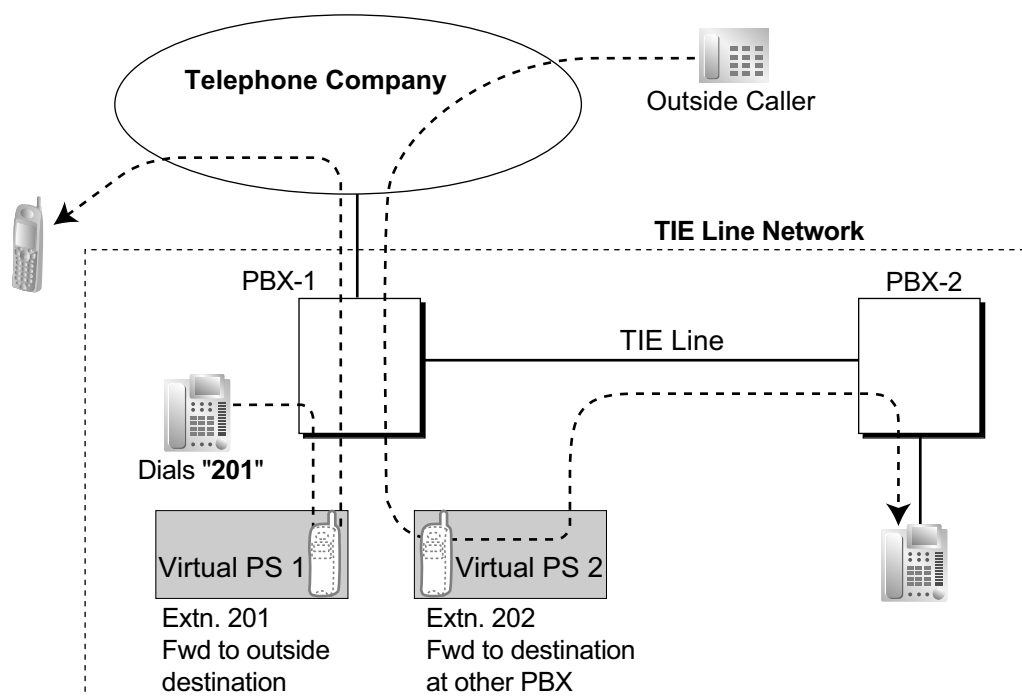 Telephone Company
Outside Caller
TIE Line Network
PBX-1
PBX-2
TIE Line
Dials "201"
Virtual PS 1
Virtual PS 2
Extn. 201
Fwd to outside
destination
Extn. 202
Fwd to destination
at other PBX